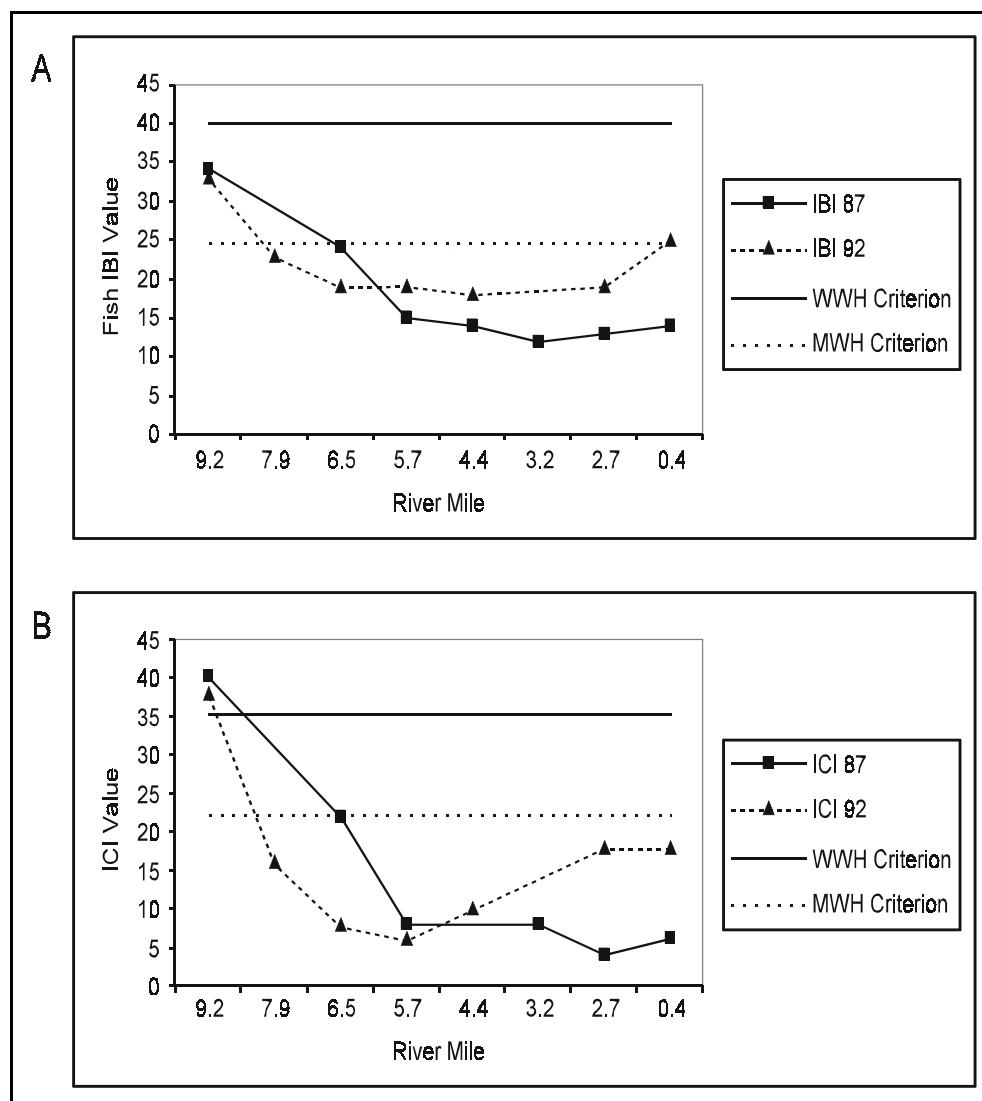 A
Fish IBI Value
45
40
35
30
25
20
15
10
5
0
9.2 7.9 6.5 5.7 4.4 3.2 2.7 0.4
River Mile
IBI 87
IBI 92
WWH Criterion
MWH Criterion
B
ICI Value
45
40
35
30
25
20
15
10
5
0
9.2 7.9 6.5 5.7 4.4 3.2 2.7 0.4
River Mile
ICI 87
ICI 92
WWH Criterion
MWH Criterion